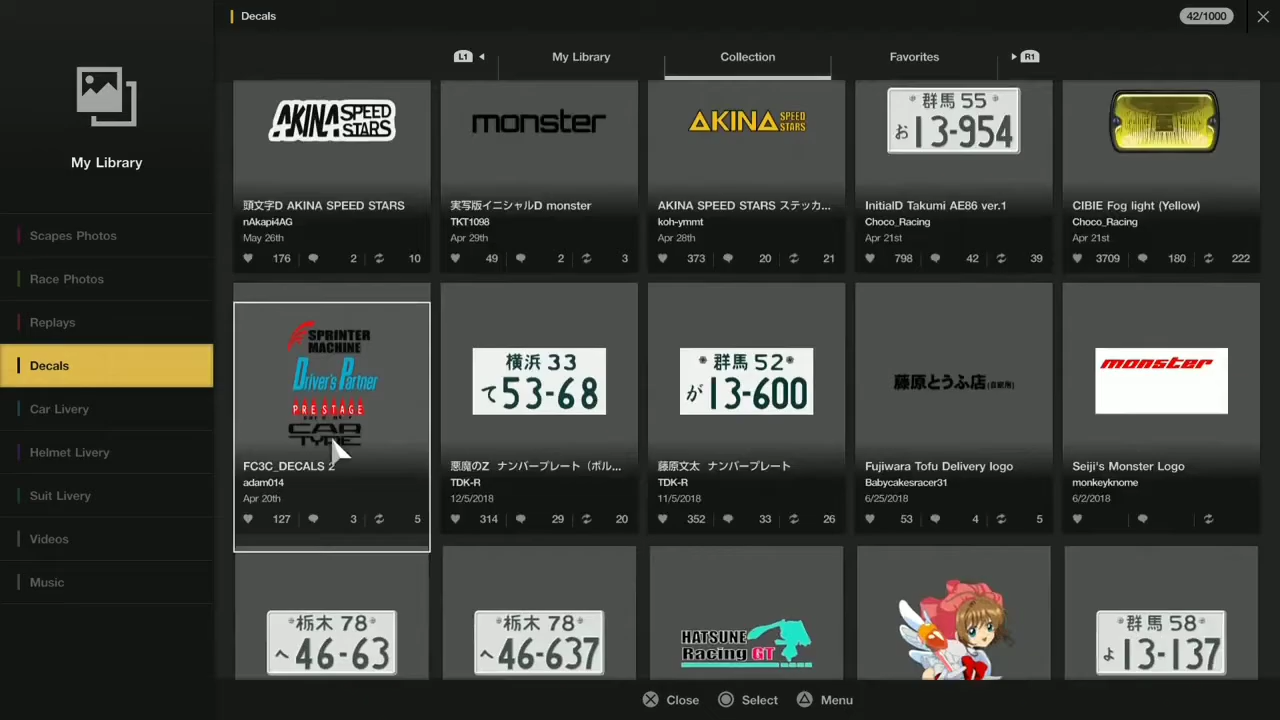 Decals
42/1000
My Library
L1
My Library
Collection
Favorites
R1
Scapes Photos
Race Photos
Replays
Decals
Car Livery
Helmet Livery
Suit Livery
Videos
Music
AKINA SPEED STARS
頭文字D AKINA SPEED STARS
nAkapi4AG
May 26th
176 2 10
monster
実写版イニシャルD monster
TKT1098
Apr 29th
49 2 3
AKINA SPEED STARS
AKINA SPEED STARS ステッカ...
koh-ymmt
Apr 28th
373 20 21
群馬 55
お 13-954
InitialD Takumi AE86 ver.1
Choco_Racing
Apr 21st
798 42 39
CIBIE Fog light (Yellow)
Choco_Racing
Apr 21st
3709 180 222
SPRINTER
MACHINE
Driver's Partner
PRESTAGE
CAR
TYPE
FC3C_DECALS 2
adam014
Apr 20th
127 3 5
横浜 33
て 53-68
悪魔のZ ナンバープレート（ボル...
TDK-R
12/5/2018
314 29 20
群馬 52
が 13-600
藤原文太 ナンバープレート
TDK-R
11/5/2018
352 33 26
藤原とうふ店(自家用)
Fujiwara Tofu Delivery logo
Babycakesracer31
6/25/2018
53 4 5
monster
Seiji's Monster Logo
monkeyknome
6/2/2018
栃木 78
へ 46-63
栃木 78
へ 46-637
HATSUNE
Racing GT
群馬 58
よ 13-137
Close
Select
Menu